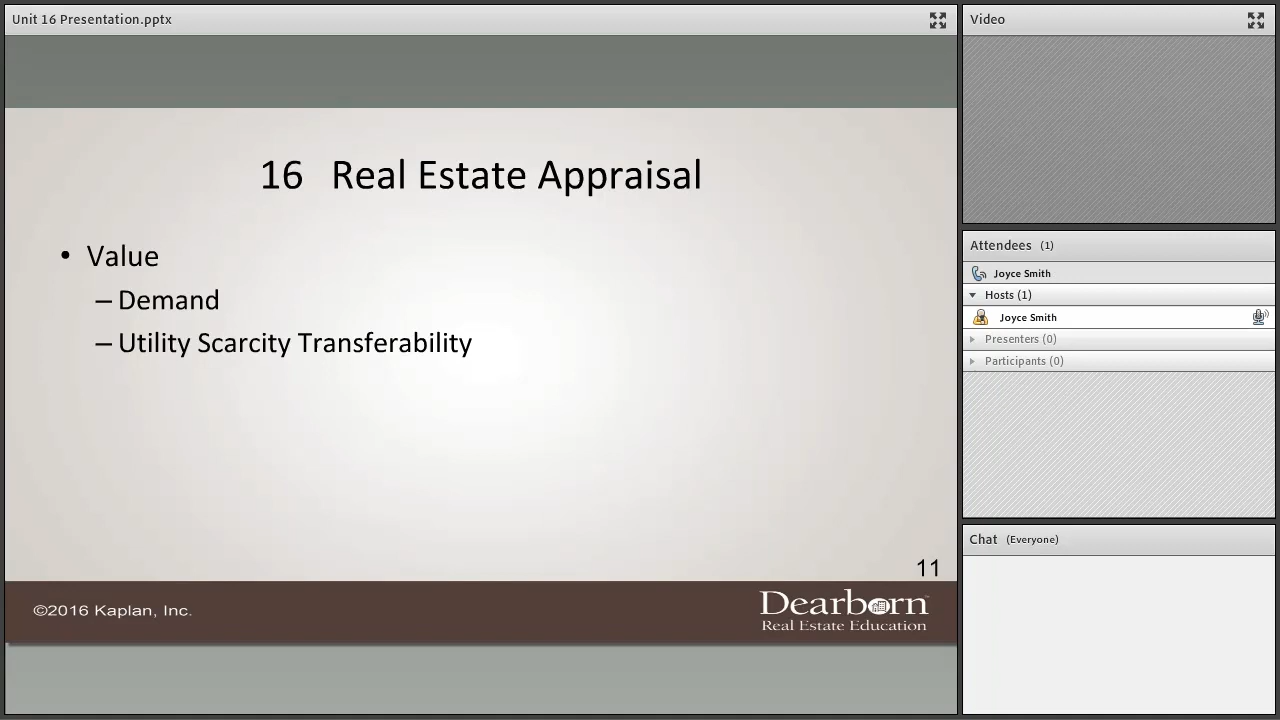 Unit 16 Presentation.pptx
16 Real Estate Appraisal
• Value
– Demand
– Utility Scarcity Transferability
11
©2016 Kaplan, Inc.
Dearborn™
Real Estate Education
Video
Attendees (1)
Joyce Smith
Hosts (1)
Joyce Smith
Presenters (0)
Participants (0)
Chat (Everyone)